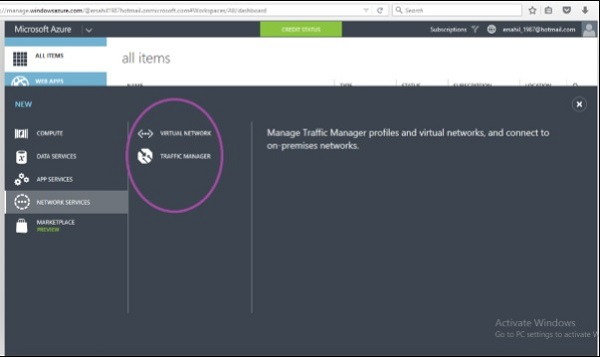 ://manage.windowsazure.com/@emahil1987hotmail.onmicrosoft.com#Workspaces/All/dashboard
Search
Microsoft Azure
CREDIT STATUS
Subscriptions
emahil_1987@hotmail.com
ALL ITEMS
all items
WEB APPS
NAME TYPE STATUS SUBSCRIPTION LOCATION
NEW
COMPUTE
DATA SERVICES
APP SERVICES
NETWORK SERVICES
MARKETPLACE
PREVIEW
VIRTUAL NETWORK
TRAFFIC MANAGER
Manage Traffic Manager profiles and virtual networks, and connect to
on-premises networks.
Activate Windows
Go to PC settings to activate W